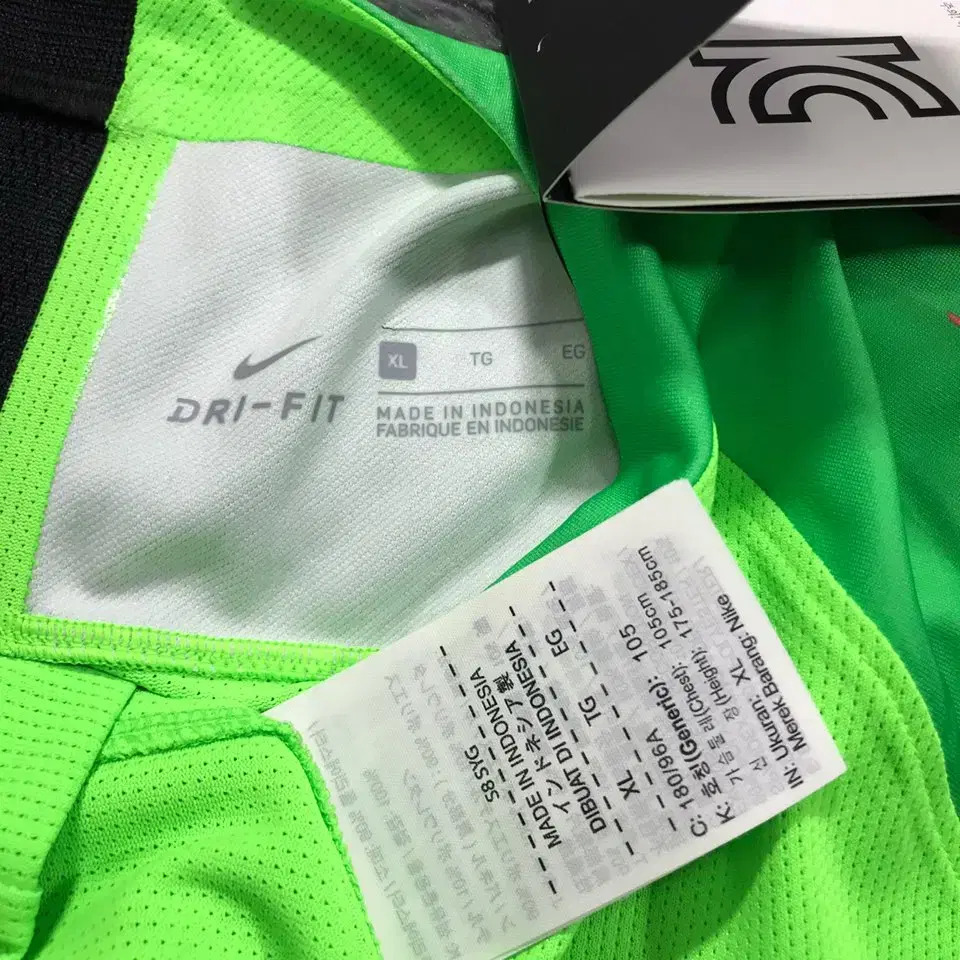 DRI-FIT
XL TG EG
MADE IN INDONESIA
FABRIQUE EN INDONESIE
S8 SYG
MADE IN INDONESIA
インドネシア製
DIBUAT DI INDONESIA
XL TG EG
C: 180/96A
K: 호칭(Generic): 105
가슴둘레(Chest): 105cm
신 장(Height): 175-185cm
IN: Ukuran: XL
Merek Barang: Nike